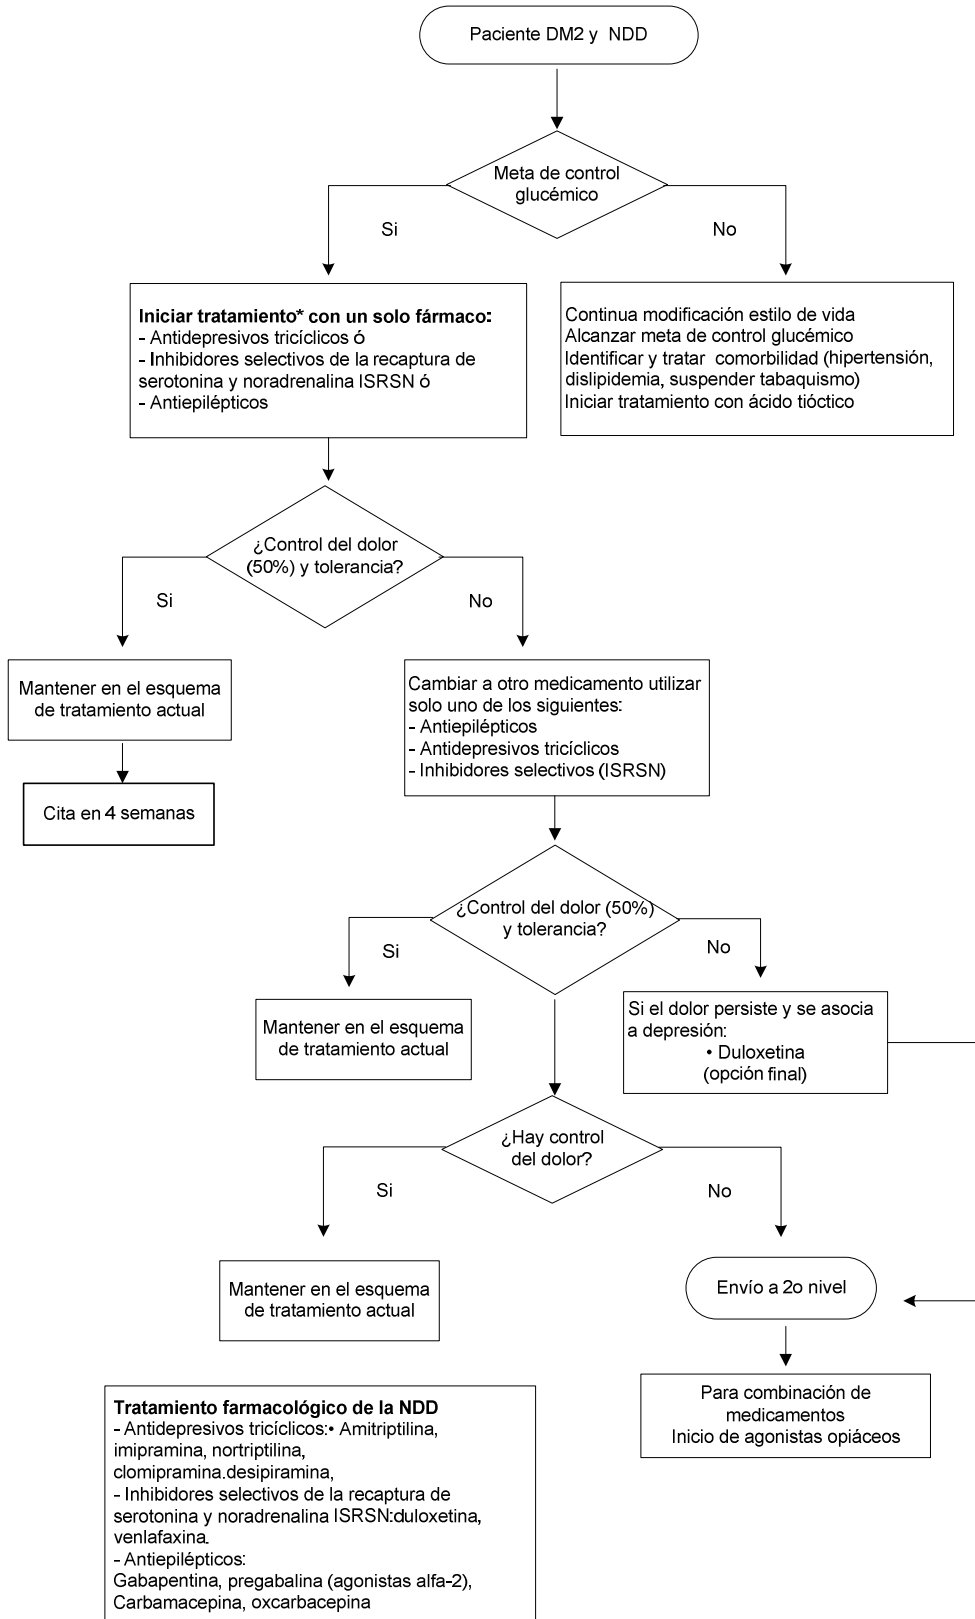 Paciente DM2 y NDD
Meta de control
glucémico
Si
No
Iniciar tratamiento* con un solo fármaco:
- Antidepresivos tricíclicos ó
- Inhibidores selectivos de la recaptura de
serotonina y noradrenalina ISRSN ó
- Antiepilépticos
Continua modificación estilo de vida
Alcanzar meta de control glucémico
Identificar y tratar comorbilidad (hipertensión,
dislipidemia, suspender tabaquismo)
Iniciar tratamiento con ácido tióctico
¿Control del dolor
(50%) y tolerancia?
Si
No
Mantener en el esquema
de tratamiento actual
Cita en 4 semanas
Cambiar a otro medicamento utilizar
solo uno de los siguientes:
- Antiepilépticos
- Antidepresivos tricíclicos
- Inhibidores selectivos (ISRSN)
¿Control del dolor (50%)
y tolerancia?
Si
No
Mantener en el esquema
de tratamiento actual
Si el dolor persiste y se asocia
a depresión:
• Duloxetina
(opción final)
¿Hay control
del dolor?
Si
No
Mantener en el esquema
de tratamiento actual
Envío a 2o nivel
Para combinación de
medicamentos
Inicio de agonistas opiáceos
Tratamiento farmacológico de la NDD
- Antidepresivos tricíclicos:• Amitriptilina,
imipramina, nortriptilina,
clomipramina.desipiramina,
- Inhibidores selectivos de la recaptura de
serotonina y noradrenalina ISRSN:duloxetina,
venlafaxina.
- Antiepilépticos:
Gabapentina, pregabalina (agonistas alfa-2),
Carbamacepina, oxcarbacepina